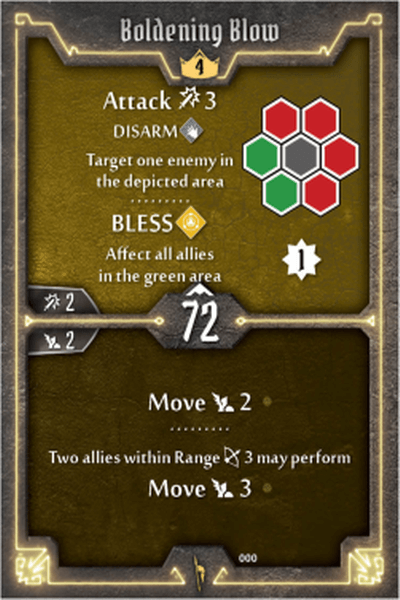 Boldening Blow
4
Attack 3
DISARM
Target one enemy in
the depicted area
BLESS
Affect all allies
in the green area
1
2
72
2
Move 2
Two allies within Range 3 may perform
Move 3
000